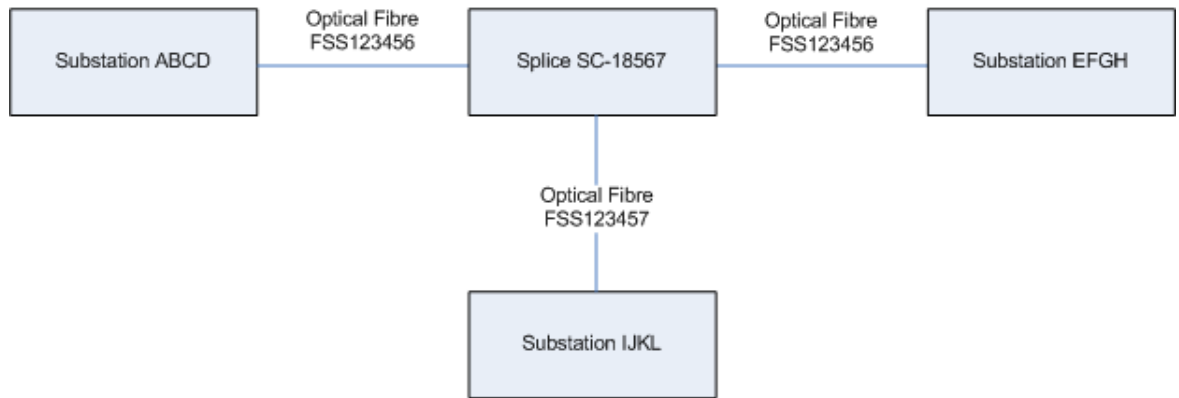 Optical Fibre
FSS123456
Optical Fibre
FSS123456
Substation ABCD
Splice SC-18567
Substation EFGH
Optical Fibre
FSS123457
Substation IJKL